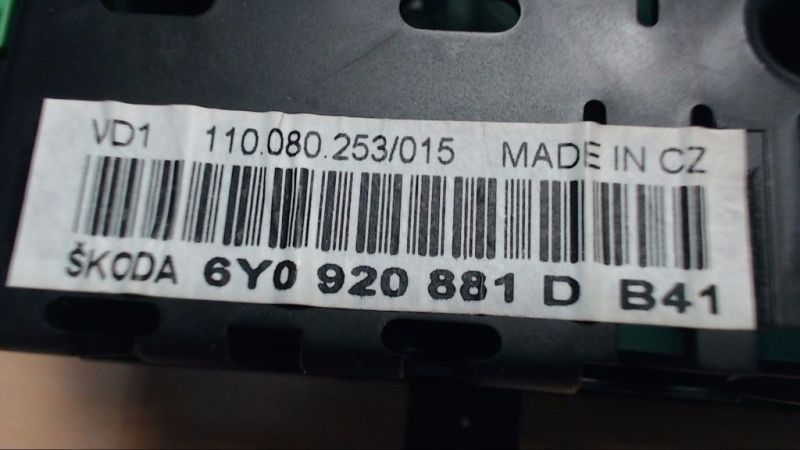 VD1 110.080.253/015 MADE IN CZ
ŠKODA 6Y0 920 881 D B41